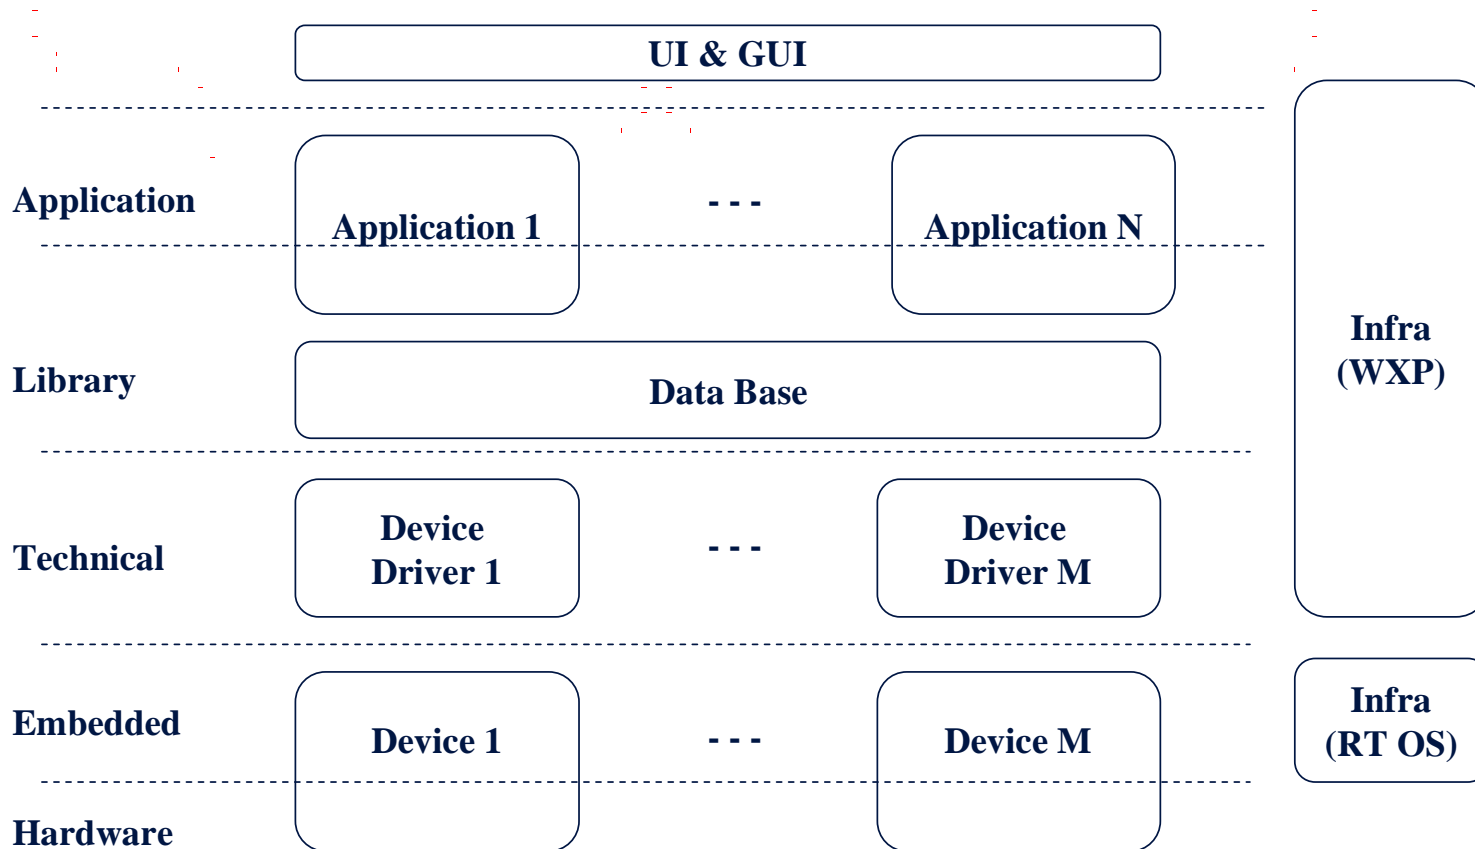 UI & GUI
Application
Application 1
- - -
Application N
Infra
(WXP)
Library
Data Base
Technical
Device
Driver 1
- - -
Device
Driver M
Embedded
Device 1
- - -
Device M
Infra
(RT OS)
Hardware